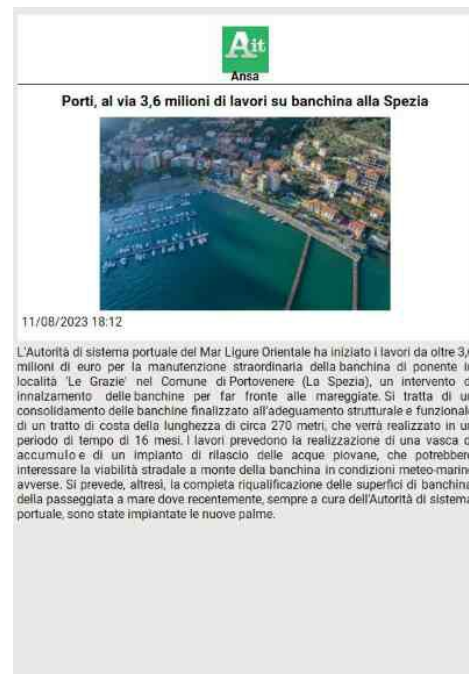 Ait
Ansa
Porti, al via 3,6 milioni di lavori su banchina alla Spezia
11/08/2023 18:12
L'Autorità di sistema portuale del Mar Ligure Orientale ha iniziato i lavori da oltre 3,
milioni di euro per la manutenzione straordinaria della banchina di ponente
località 'Le Grazie' nel Comune di Portovenere (La Spezia), un intervento
innalzamento delle banchine per far fronte alle mareggiate. Si tratta di
consolidamento delle banchine finalizzato all'adeguamento strutturale e funzionale
di un tratto di costa della lunghezza di circa 270 metri, che verrà realizzato in
periodo di tempo di 16 mesi. I lavori prevedono la realizzazione di una vasca
accumulo e di un impianto di rilascio delle acque piovane, che potrebbero
interessare la viabilità stradale a monte della banchina in condizioni meteo-marine
avverse. Si prevede, altresì, la completa riqualificazione delle superfici di banchina
della passeggiata a mare dove recentemente, sempre a cura dell'Autorità di sistema
portuale, sono state impiantate le nuove palme.